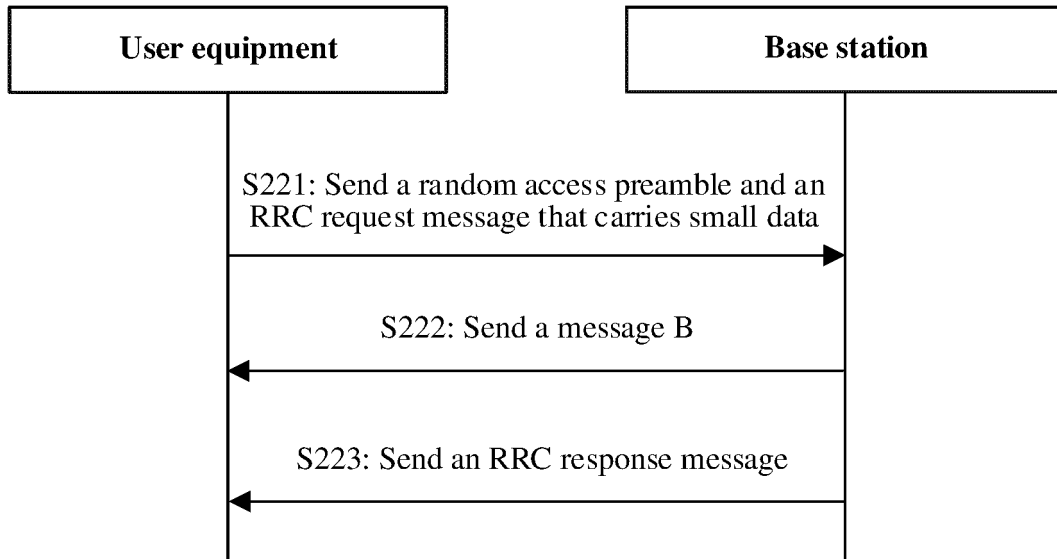 User equipment
Base station
S221: Send a random access preamble and an
RRC request message that carries small data
S222: Send a message B
S223: Send an RRC response message